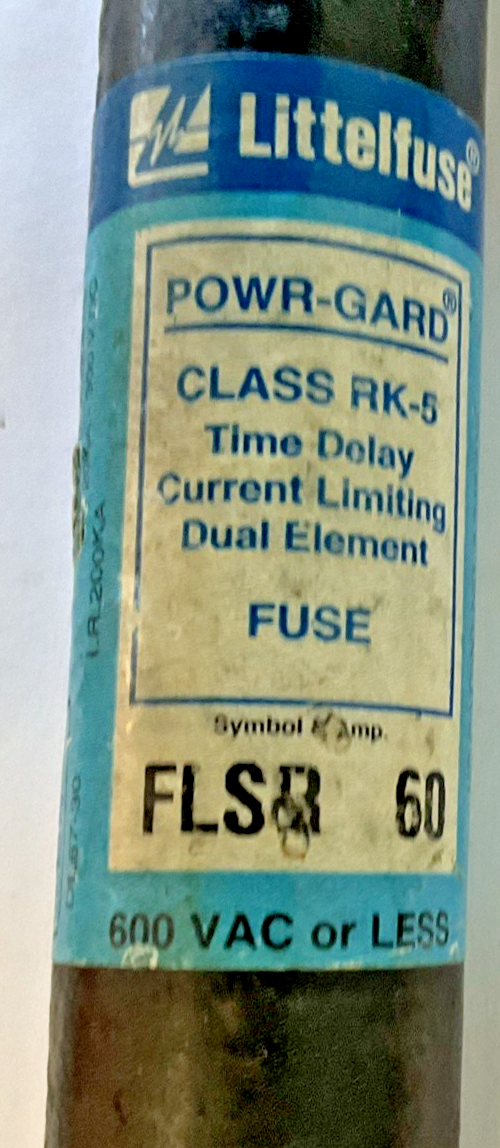 Littelfuse®
POWR-GARD®
CLASS RK-5
Time Delay
Current Limiting
Dual Element
FUSE
Symbol & Amp.
FLSR 60
600 VAC or LESS
I.R. 200KA